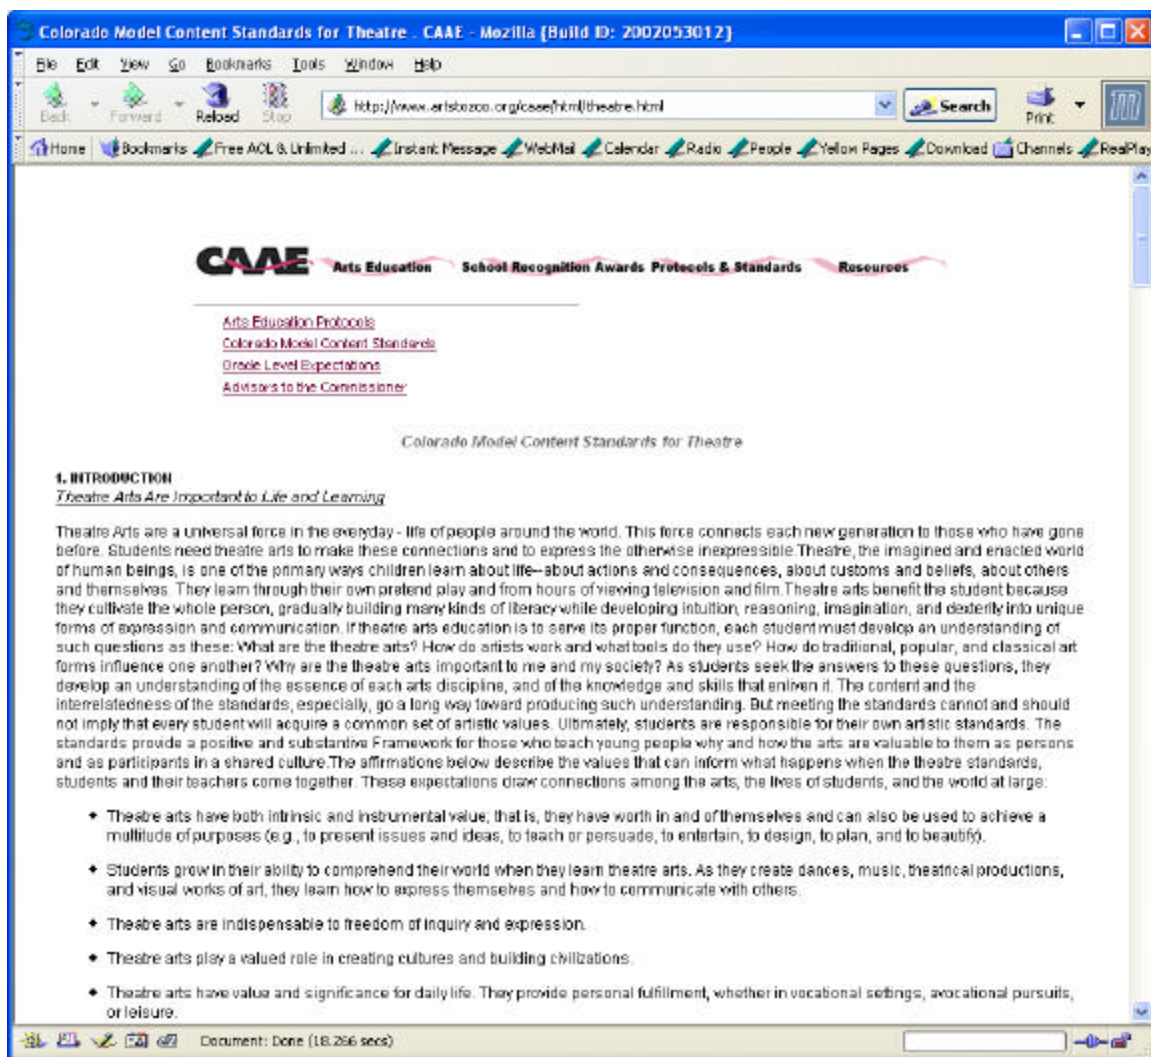 Colorado Model Content Standards for Theatre . CAAE - Mozilla {Build ID: 2002053012}
File Edit View Go Bookmarks Tools Window Help
Back Forward Reload Stop http://www.artstozoo.org/caae/html/theatre.html Search Print
Home Bookmarks Free AOL & Unlimited ... Instant Message WebMail Calendar Radio People Yellow Pages Download Channels RealPlay
CAAE Arts Education School Recognition Awards Protocols & Standards Resources
Arts Education Protocols
Colorado Model Content Standards
Grade Level Expectations
Advisors to the Commissioner
Colorado Model Content Standards for Theatre
1. INTRODUCTION
Theatre Arts Are Important to Life and Learning
Theatre Arts are a universal force in the everyday - life of people around the world. This force connects each new generation to those who have gone
before. Students need theatre arts to make these connections and to express the otherwise inexpressible.Theatre, the imagined and enacted world
of human beings, is one of the primary ways children learn about life--about actions and consequences, about customs and beliefs, about others
and themselves. They learn through their own pretend play and from hours of viewing television and film.Theatre arts benefit the student because
they cultivate the whole person, gradually building many kinds of literacy while developing intuition, reasoning, imagination, and dexterity into unique
forms of expression and communication. If theatre arts education is to serve its proper function, each student must develop an understanding of
such questions as these: What are the theatre arts? How do artists work and what tools do they use? How do traditional, popular, and classical art
forms influence one another? Why are the theatre arts important to me and my society? As students seek the answers to these questions, they
develop an understanding of the essence of each arts discipline, and of the knowledge and skills that enliven it. The content and the
interrelatedness of the standards, especially, go a long way toward producing such understanding. But meeting the standards cannot and should
not imply that every student will acquire a common set of artistic values. Ultimately, students are responsible for their own artistic standards. The
standards provide a positive and substantive Framework for those who teach young people why and how the arts are valuable to them as persons
and as participants in a shared culture.The affirmations below describe the values that can inform what happens when the theatre standards,
students and their teachers come together. These expectations draw connections among the arts, the lives of students, and the world at large:
• Theatre arts have both intrinsic and instrumental value; that is, they have worth in and of themselves and can also be used to achieve a
multitude of purposes (e.g., to present issues and ideas, to teach or persuade, to entertain, to design, to plan, and to beautify).
• Students grow in their ability to comprehend their world when they learn theatre arts. As they create dances, music, theatrical productions,
and visual works of art, they learn how to express themselves and how to communicate with others.
• Theatre arts are indispensable to freedom of inquiry and expression.
• Theatre arts play a valued role in creating cultures and building civilizations.
• Theatre arts have value and significance for daily life. They provide personal fulfillment, whether in vocational settings, avocational pursuits,
or leisure.
Document: Done (18.266 secs)